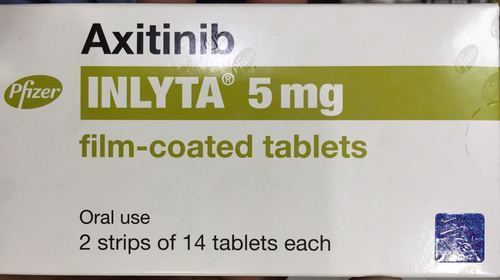 Axitinib
Pfizer
INLYTA® 5 mg
film-coated tablets
Oral use
2 strips of 14 tablets each